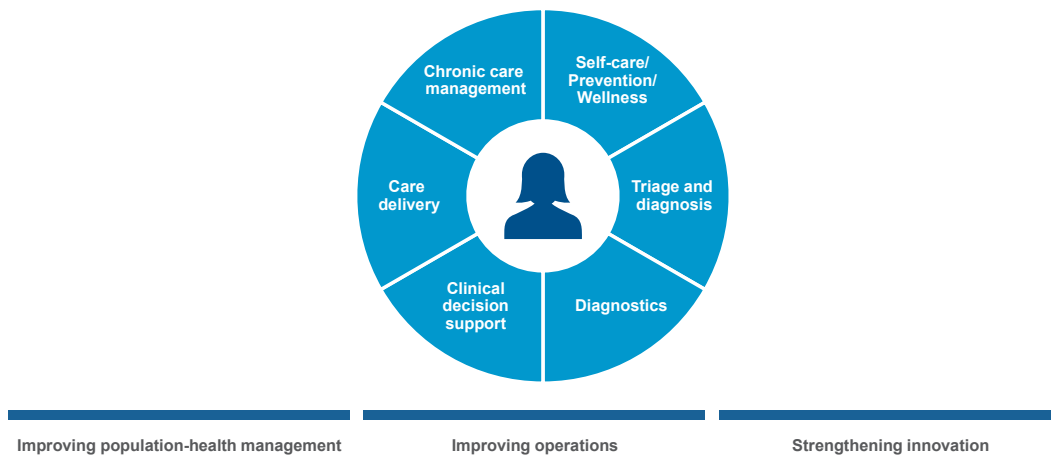 Chronic care
management
Self-care/
Prevention/
Wellness
Care
delivery
Triage and
diagnosis
Clinical
decision
support
Diagnostics
Improving population-health management
Improving operations
Strengthening innovation